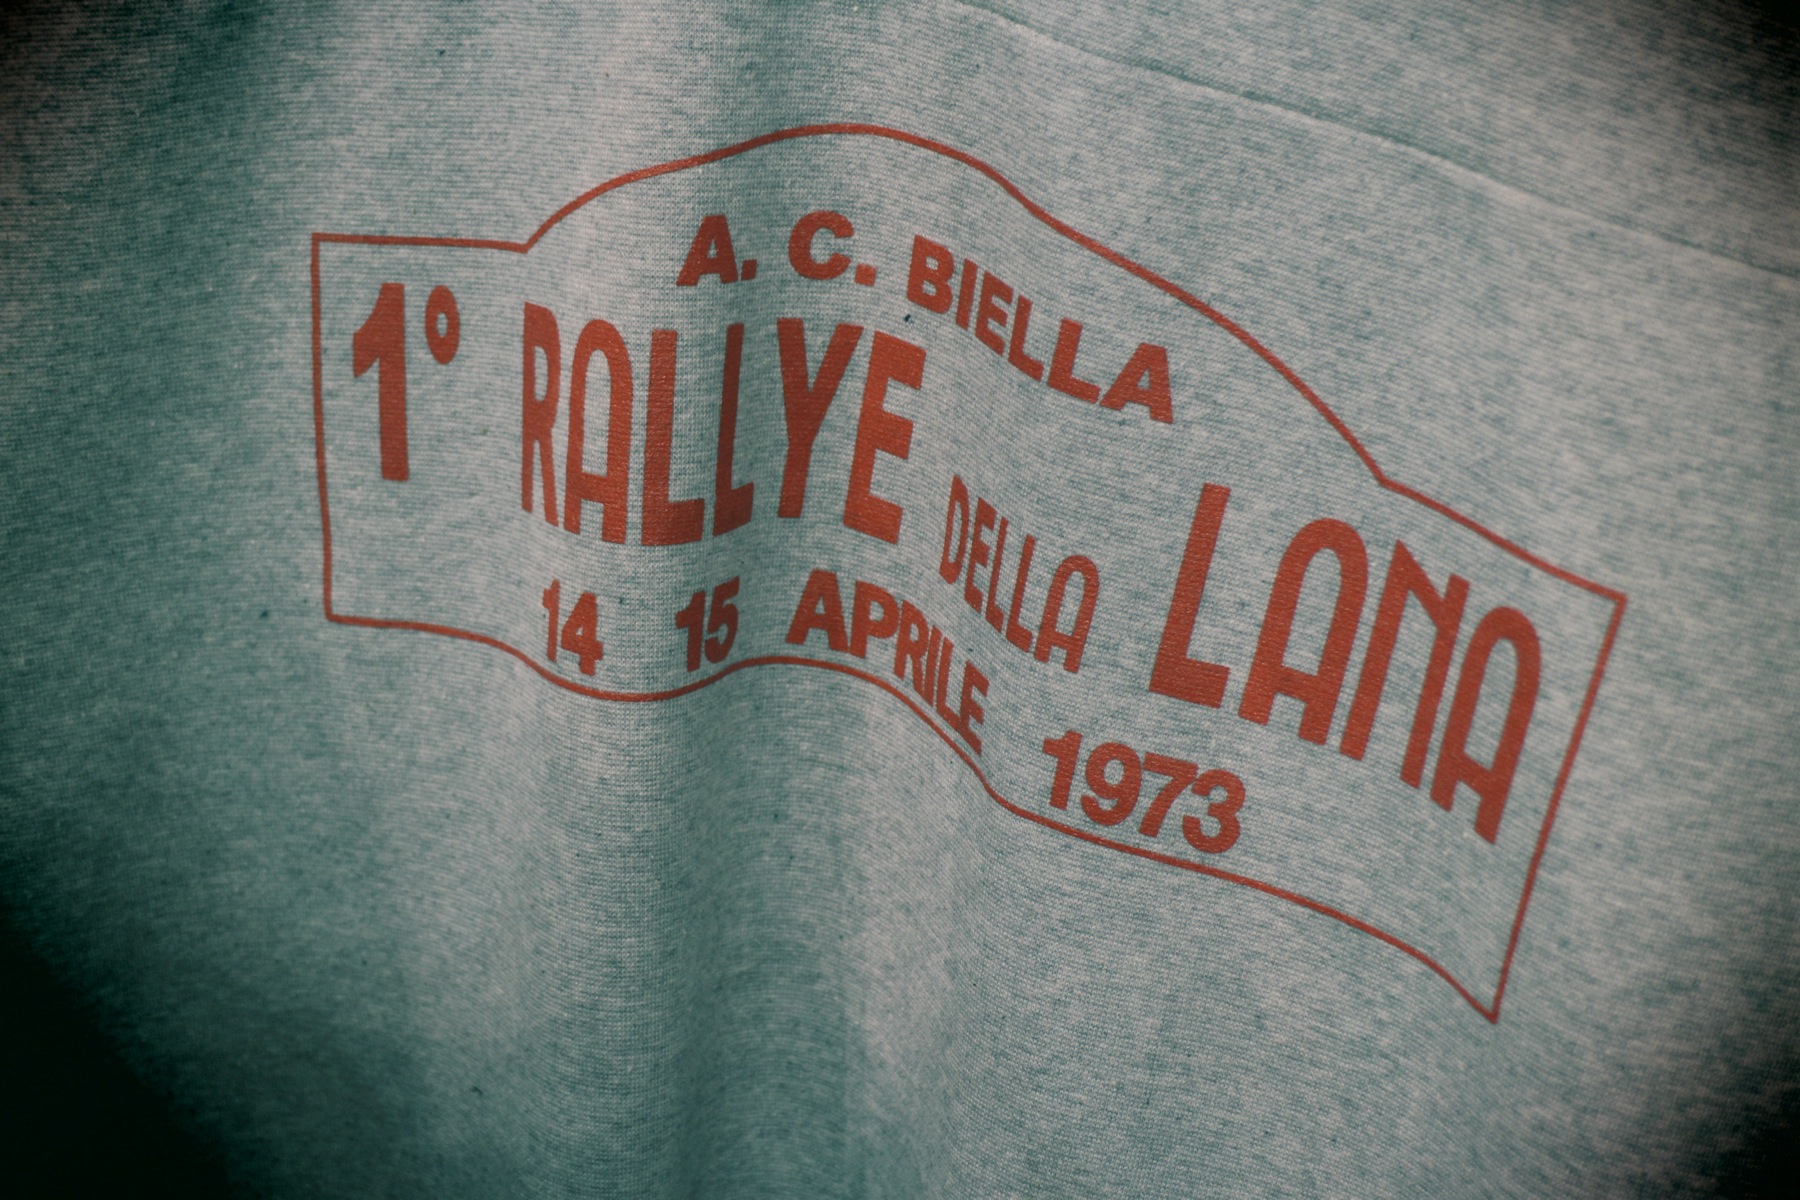 A. C. BIELLA
1° RALLYE DELLA LANA
14 15 APRILE 1973